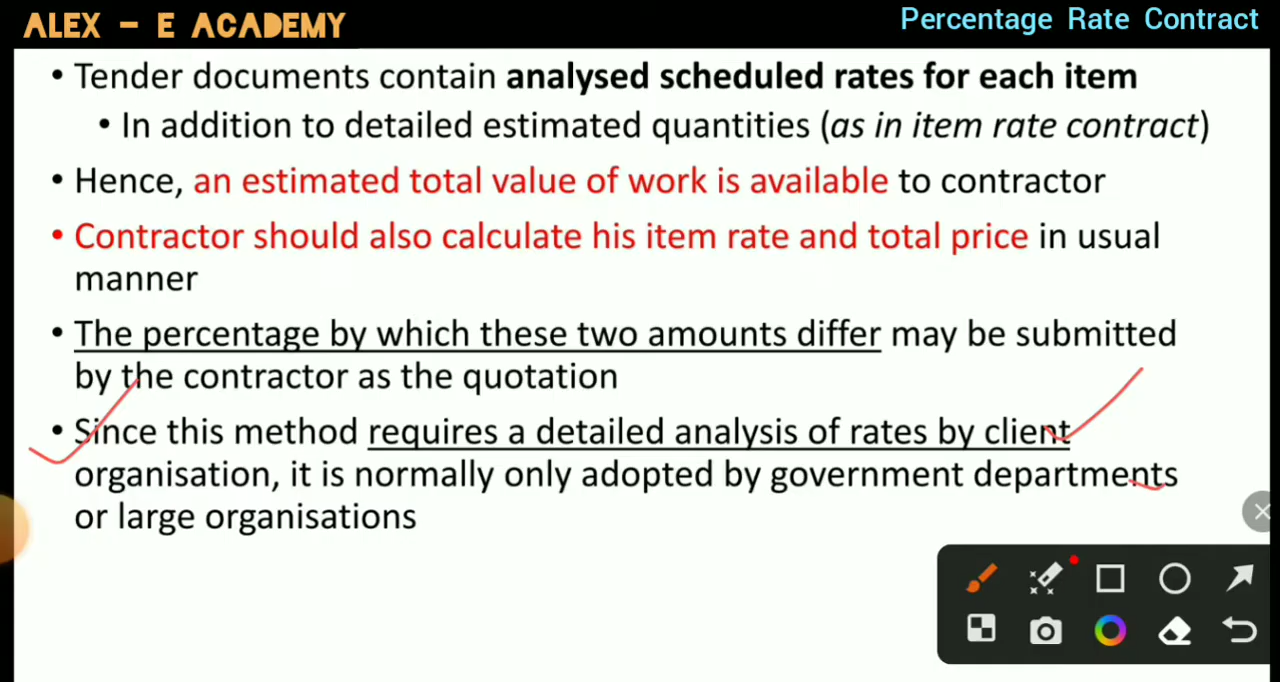 ALEX - E ACADEMY
Percentage Rate Contract
• Tender documents contain analysed scheduled rates for each item
• In addition to detailed estimated quantities (as in item rate contract)
• Hence, an estimated total value of work is available to contractor
• Contractor should also calculate his item rate and total price in usual
manner
• The percentage by which these two amounts differ may be submitted
by the contractor as the quotation
• Since this method requires a detailed analysis of rates by client
organisation, it is normally only adopted by government departments
or large organisations